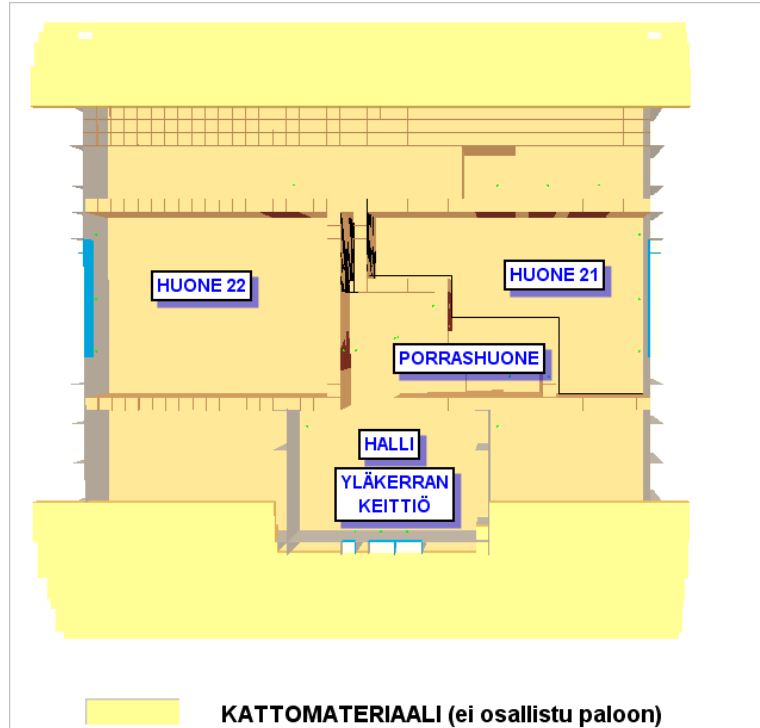 HUONE 22
HUONE 21
PORRASHUONE
HALLI
YLÄKERRAN
KEITTIÖ
KATTOMATERIAALI (ei osallistu paloon)